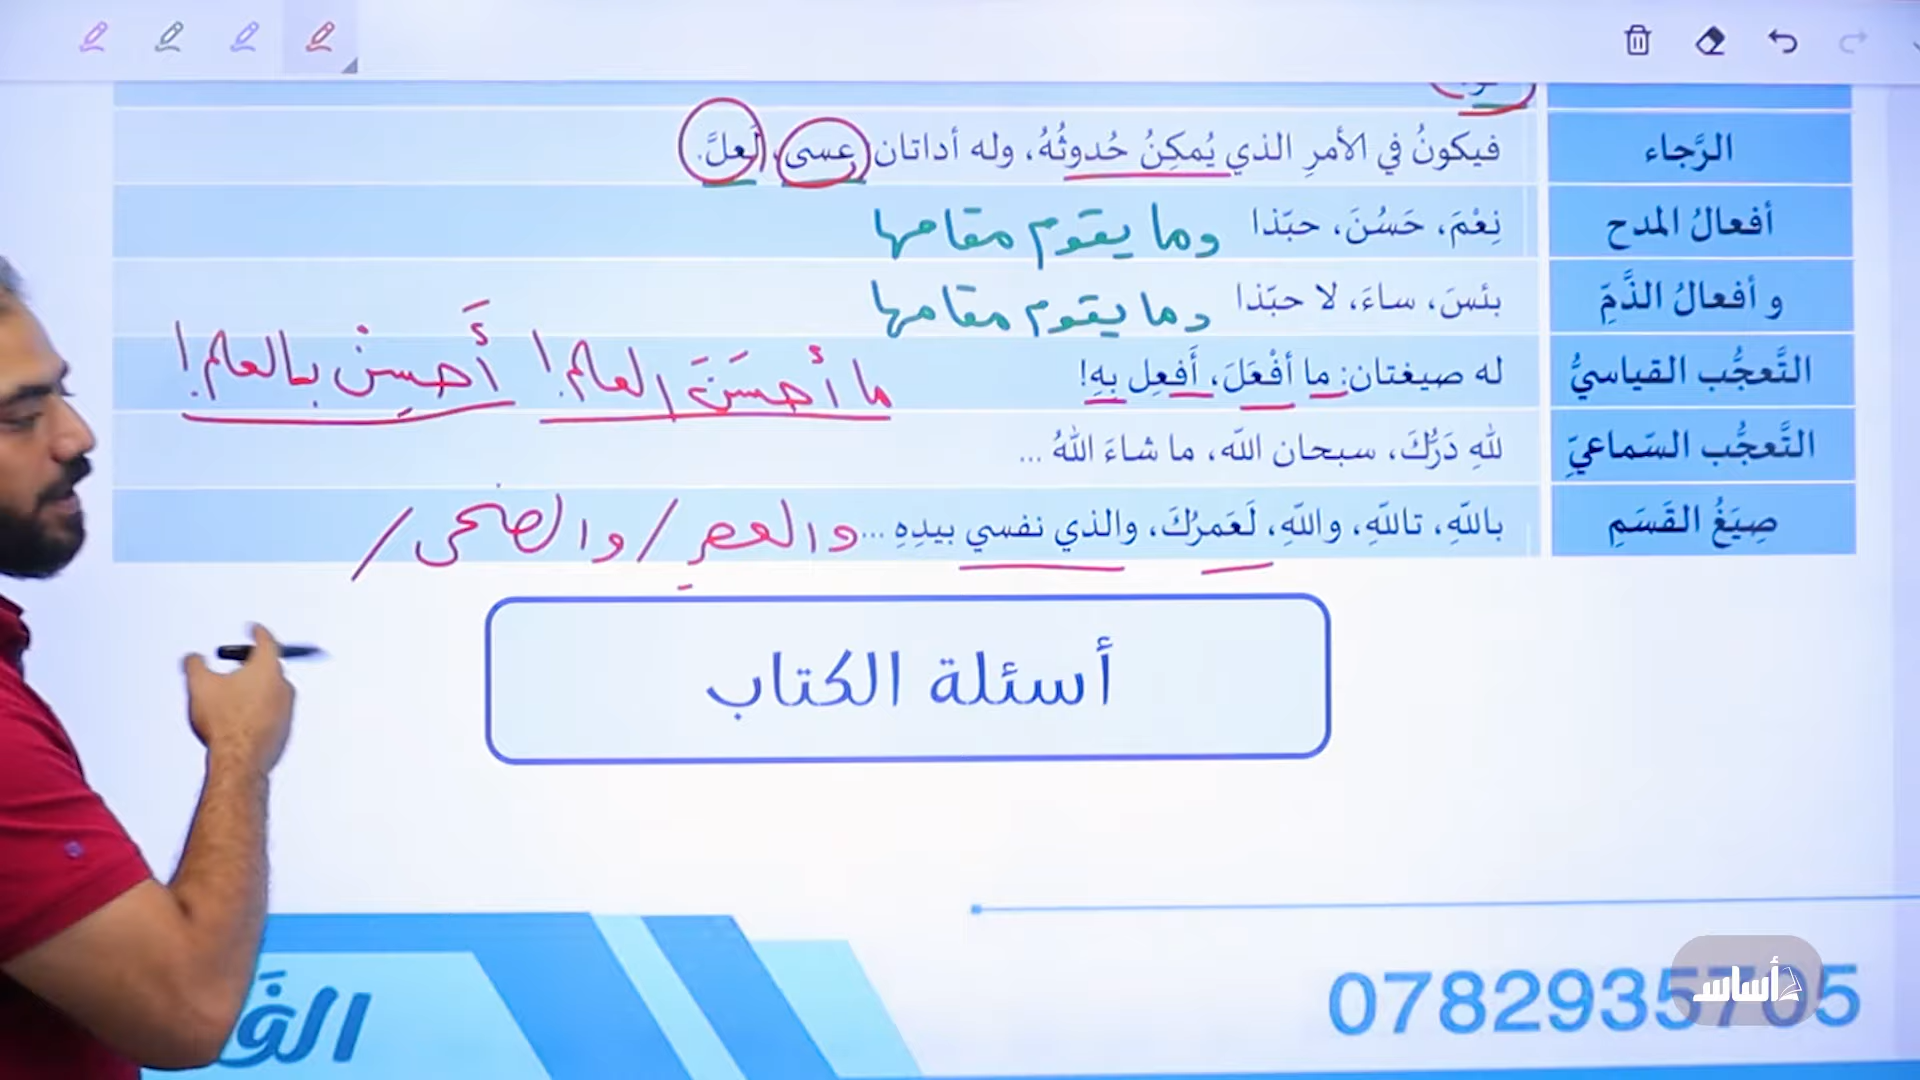 الرَّجاء
فيكونُ في الأمرِ الذي يُمكِنُ حُدوثُهُ، وله أداتان عسى، لَعلَّ.
أفعالُ المدح
نِعْمَ، حَسُنَ، حبّذا وما يقوم مقامها
و أفعالُ الذَّمِّ
بئسَ، ساءَ، لا حبّذا وما يقوم مقامها
التَّعجُّب القياسيُّ
له صيغتان: ما أفْعَلَ، أَفعِل بِهِ! ما أحسَنَ العلم! أَحسِنْ بالعلم!
التَّعجُّب السّماعيِّ
للهِ دَرُّكَ، سبحان الله، ما شاءَ اللهُ ...
صِيَغُ القَسَمِ
باللهِ، تاللهِ، واللهِ، لَعَمرُكَ، والذي نفسي بيدِهِ ... والعصرِ / والضحى /
أسئلة الكتاب
أساس